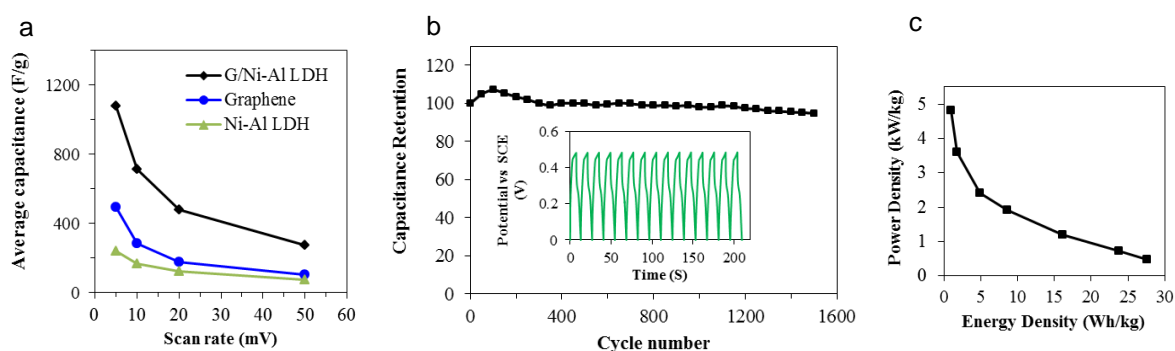 a
Average capacitance (F/g)
1200
800
400
0
G/Ni-Al LDH
Graphene
Ni-Al LDH
0 10 20 30 40 50 60
Scan rate (mV)
b
Capacitance Retention
120
100
80
60
40
20
0
Potential vs SCE
(V)
0.6
0.4
0.2
0
0 50 100 150 200
Time (S)
0 400 800 1200 1600
Cycle number
c
Power Density (kW/kg)
5
4
3
2
1
0
0 5 10 15 20 25 30
Energy Density (Wh/kg)